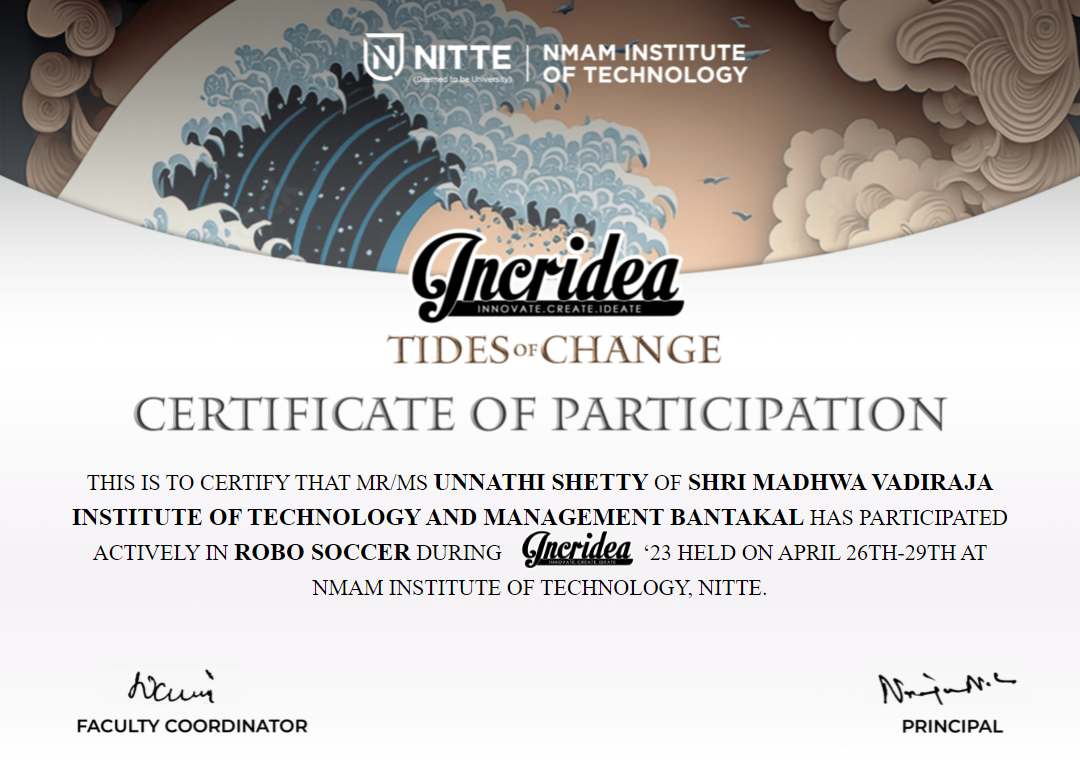 NITTE
(Deemed to be University)
NMAM INSTITUTE
OF TECHNOLOGY
Incridea
INNOVATE.CREATE.IDEATE
TIDES OF CHANGE
CERTIFICATE OF PARTICIPATION
THIS IS TO CERTIFY THAT MR/MS UNNATHI SHETTY OF SHRI MADHWA VADIRAJA
INSTITUTE OF TECHNOLOGY AND MANAGEMENT BANTAKAL HAS PARTICIPATED
ACTIVELY IN ROBO SOCCER DURING Incridea INNOVATE.CREATE.IDEATE ‘23 HELD ON APRIL 26TH-29TH AT
NMAM INSTITUTE OF TECHNOLOGY, NITTE.
FACULTY COORDINATOR
PRINCIPAL